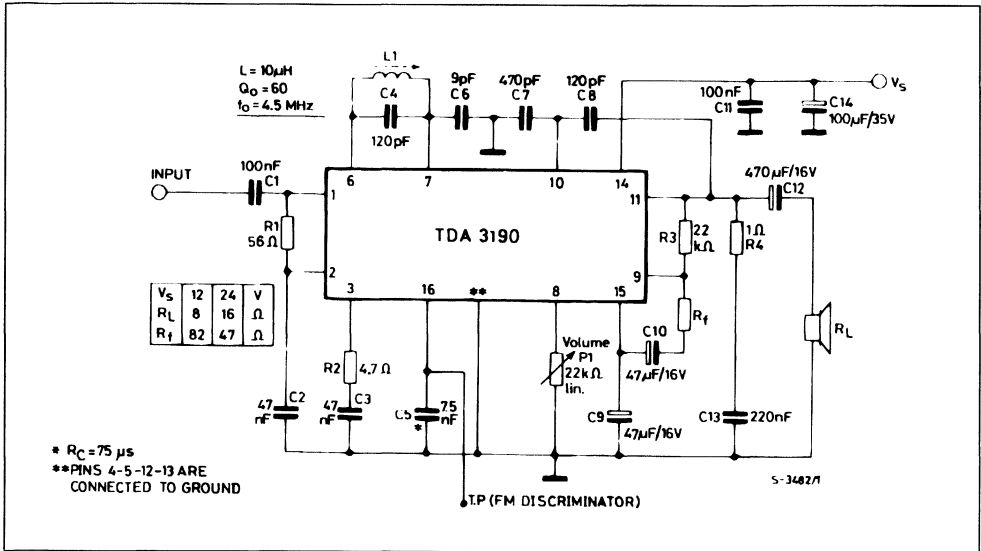 L = 10µH
Q₀ = 60
f₀ = 4.5 MHz
L1
C4
120pF
9pF
C6
470pF
C7
120pF
C8
100nF
C11
C14
100µF/35V
Vs
INPUT
100nF
C1
R1
56Ω
6
7
10
14
1
2
11
9
TDA 3190
3
16
**
8
15
R3
22
kΩ
1Ω
R4
470µF/16V
C12
Vs 12 24 V
RL 8 16 Ω
Rf 82 47 Ω
R2
4.7Ω
Volume
P1
22kΩ
lin.
C10
47µF/16V
Rf
RL
47
nF
C2
47
nF
C3
C5
*
7.5
nF
C9
47µF/16V
C13
220nF
* RC = 75 µs
**PINS 4-5-12-13 ARE
CONNECTED TO GROUND
T.P (FM DISCRIMINATOR)
S-3482/1